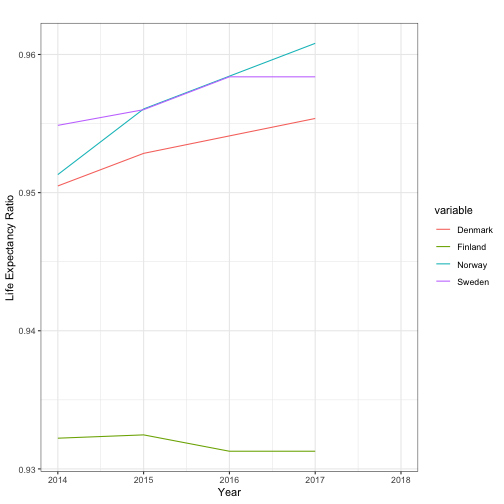 0.96
0.95
0.94
0.93
Life Expectancy Ratio
2014 2015 2016 2017 2018
Year
variable
Denmark
Finland
Norway
Sweden